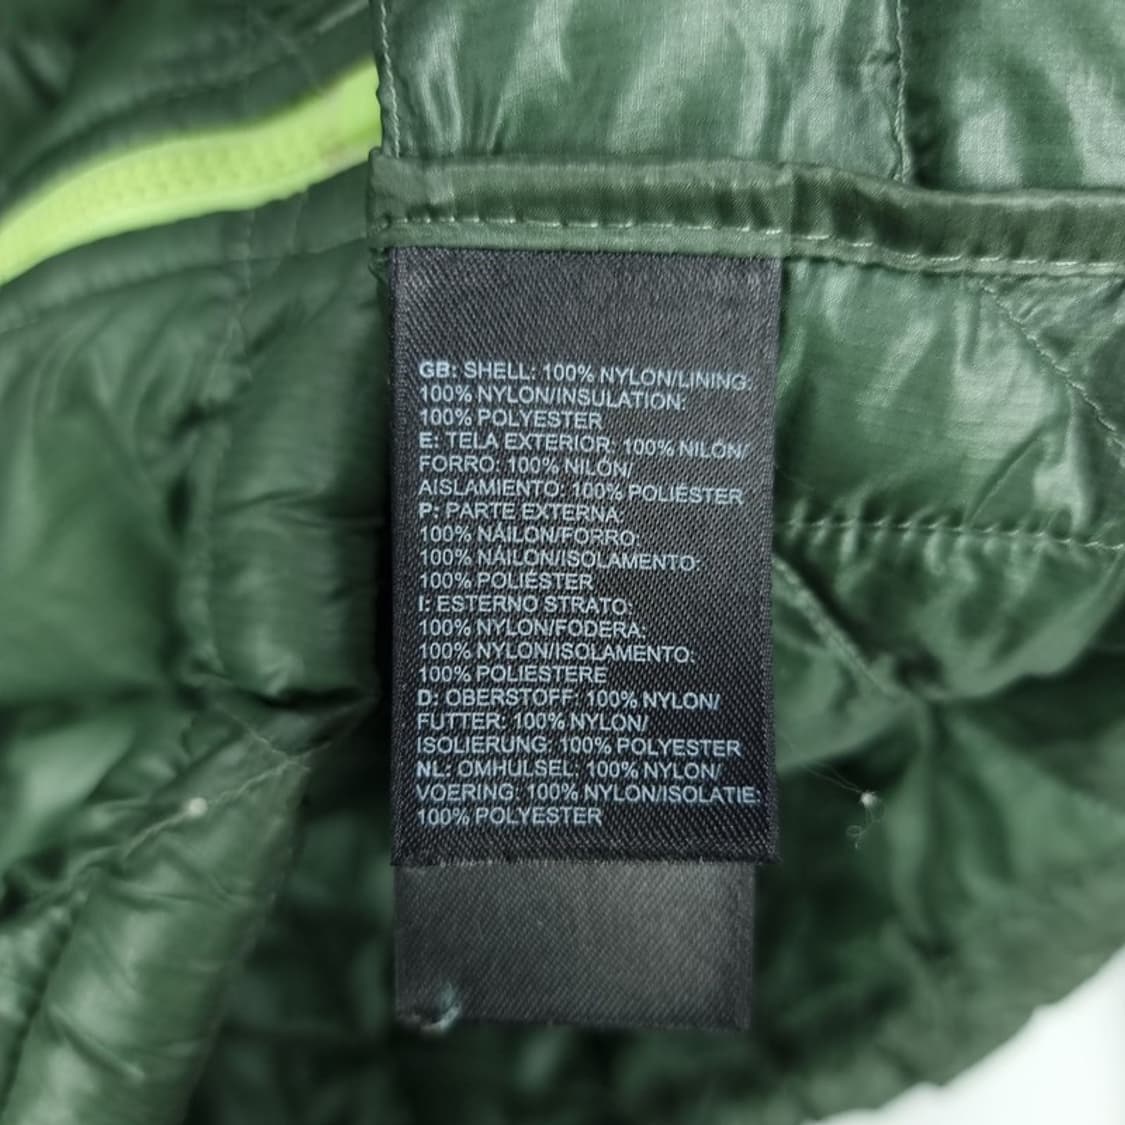 GB: SHELL: 100% NYLON/LINING:
100% NYLON/INSULATION:
100% POLYESTER
E: TELA EXTERIOR: 100% NILÓN/
FORRO: 100% NILÓN/
AISLAMIENTO: 100% POLIÉSTER
P: PARTE EXTERNA:
100% NÁILON/FORRO:
100% NÁILON/ISOLAMENTO:
100% POLIÉSTER
I: ESTERNO STRATO:
100% NYLON/FODERA:
100% NYLON/ISOLAMENTO:
100% POLIESTERE
D: OBERSTOFF: 100% NYLON/
FUTTER: 100% NYLON/
ISOLIERUNG: 100% POLYESTER
NL: OMHULSEL: 100% NYLON/
VOERING: 100% NYLON/ISOLATIE:
100% POLYESTER